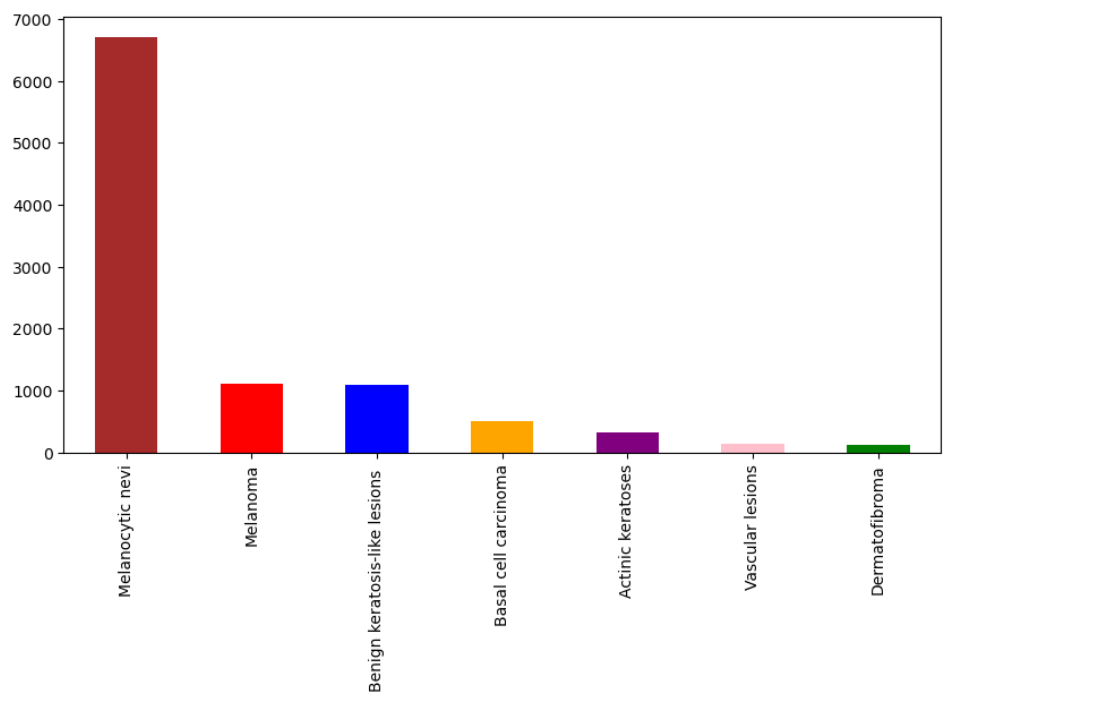 7000
6000
5000
4000
3000
2000
1000
0
Melanocytic nevi
Melanoma
Benign keratosis-like lesions
Basal cell carcinoma
Actinic keratoses
Vascular lesions
Dermatofibroma